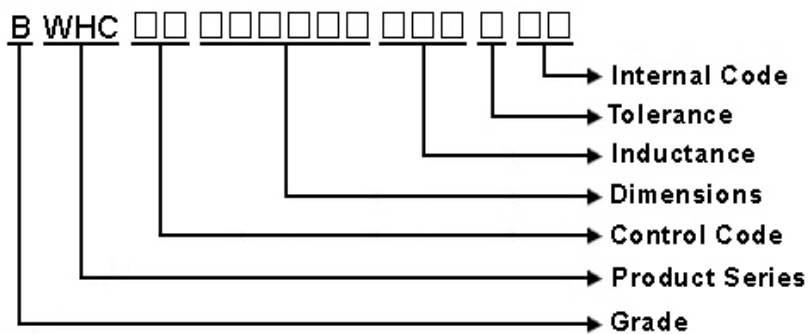 B WHC □□ □□□□□□ □□□ □ □□
Internal Code
Tolerance
Inductance
Dimensions
Control Code
Product Series
Grade